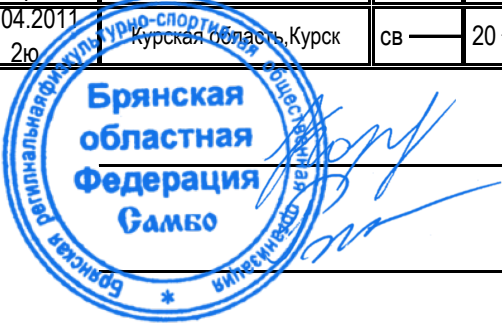 04.2011
Курская область,Курск
св
20
2ю
Брянская региональная физкультурно-спортивная общественная организация
Брянская
областная
Федерация
Самбо